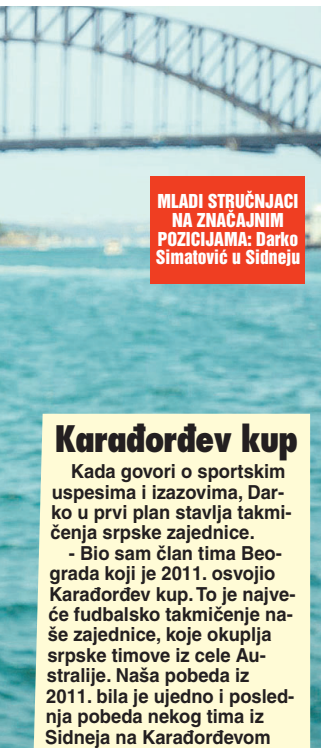 MLADI STRUČNJACI
NA ZNAČAJNIM
POZICIJAMA: Darko
Simatović u Sidneju
Karađorđev kup
Kada govori o sportskim
uspesima i izazovima, Dar-
ko u prvi plan stavlja takmi-
čenja srpske zajednice.
- Bio sam član tima Beo-
grada koji je 2011. osvojio
Karađorđev kup. To je najve-
će fudbalsko takmičenje na-
še zajednice, koje okuplja
srpske timove iz cele Au-
stralije. Naša pobeda iz
2011. bila je ujedno i posled-
nja pobeda nekog tima iz
Sidneja na Karađorđevom